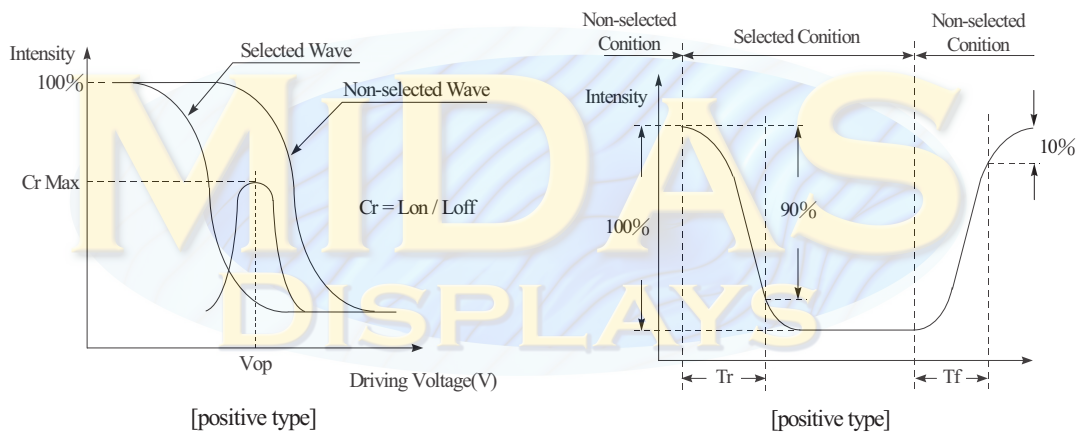 Intensity
100%
Selected Wave
Non-selected Wave
Cr Max
Cr = Lon / Loff
Vop
Driving Voltage(V)
[positive type]
Non-selected
Conition
Selected Conition
Non-selected
Conition
Intensity
10%
90%
100%
Tr
Tf
[positive type]
MIDAS
DISPLAYS